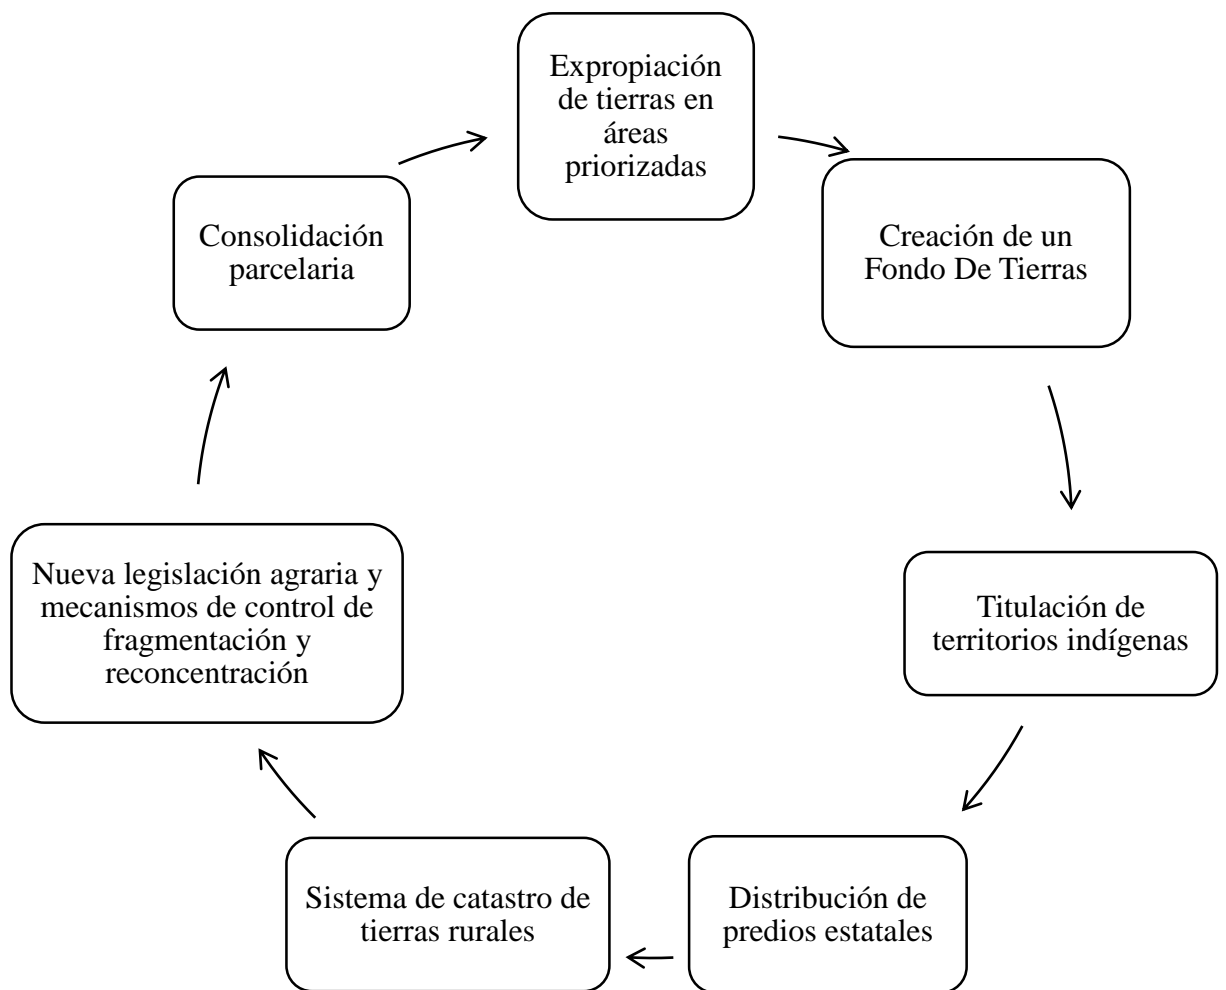 Expropiación
de tierras en
áreas
priorizadas
Creación de un
Fondo De Tierras
Titulación de
territorios indígenas
Distribución de
predios estatales
Sistema de catastro de
tierras rurales
Nueva legislación agraria y
mecanismos de control de
fragmentación y
reconcentración
Consolidación
parcelaria